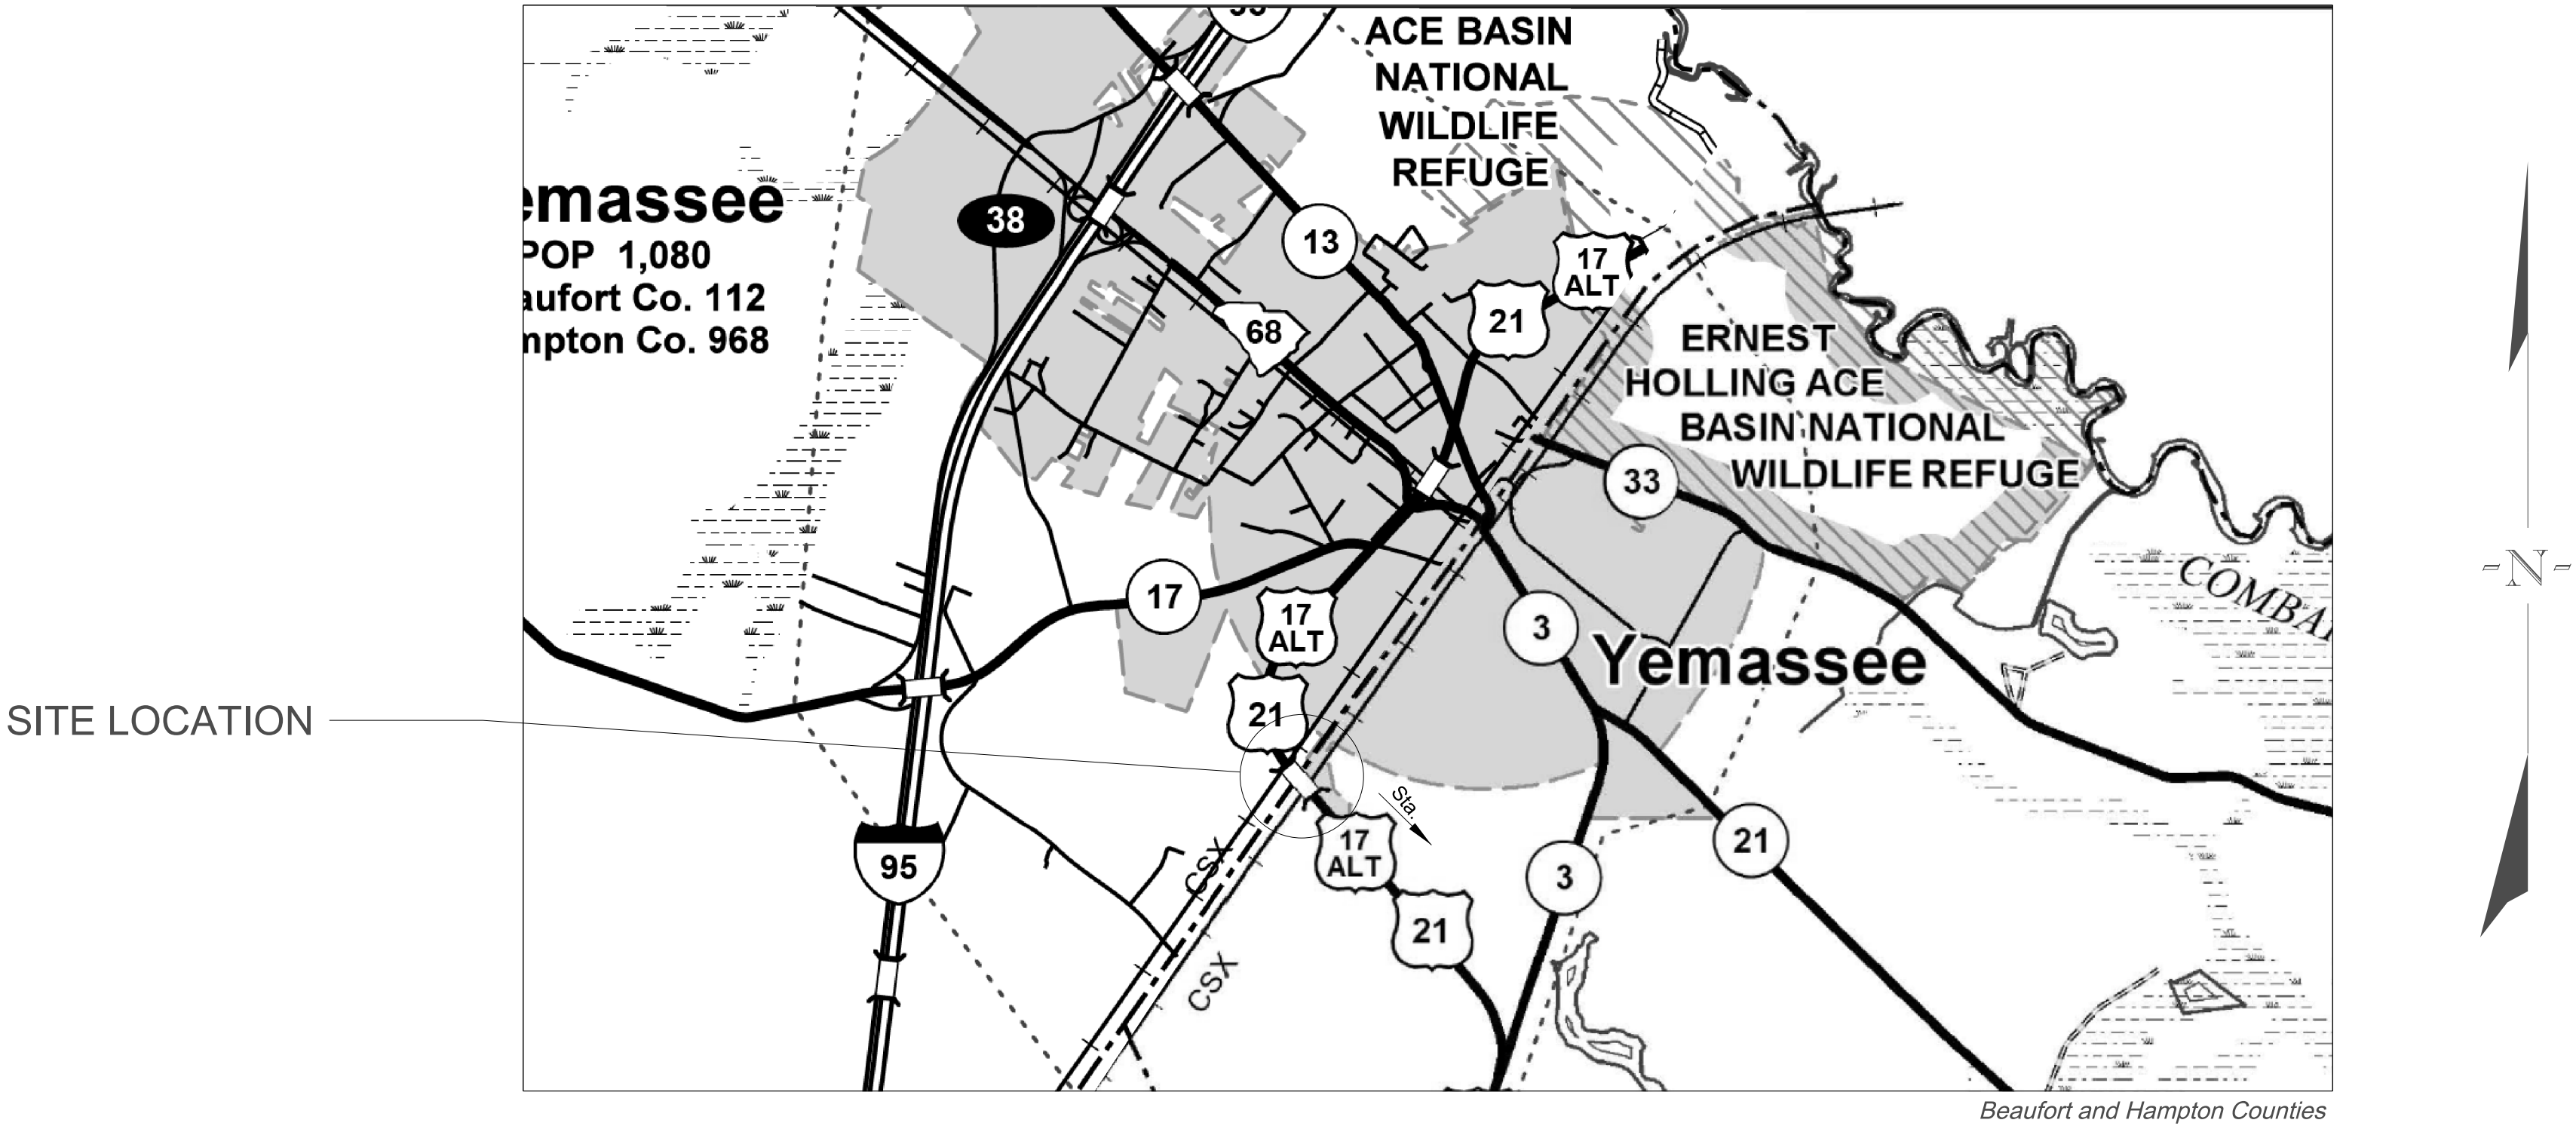 ACE BASIN
NATIONAL
WILDLIFE
REFUGE
emassee
POP 1,080
aufort Co. 112
mpton Co. 968
38
13
17
ALT
21
68
ERNEST
HOLLING ACE
BASIN NATIONAL
WILDLIFE REFUGE
33
-N-
COMBA
17
3
17
ALT
Yemassee
21
SITE LOCATION
Sta.
17
ALT
21
95
CSX
3
21
CSX
Beaufort and Hampton Counties